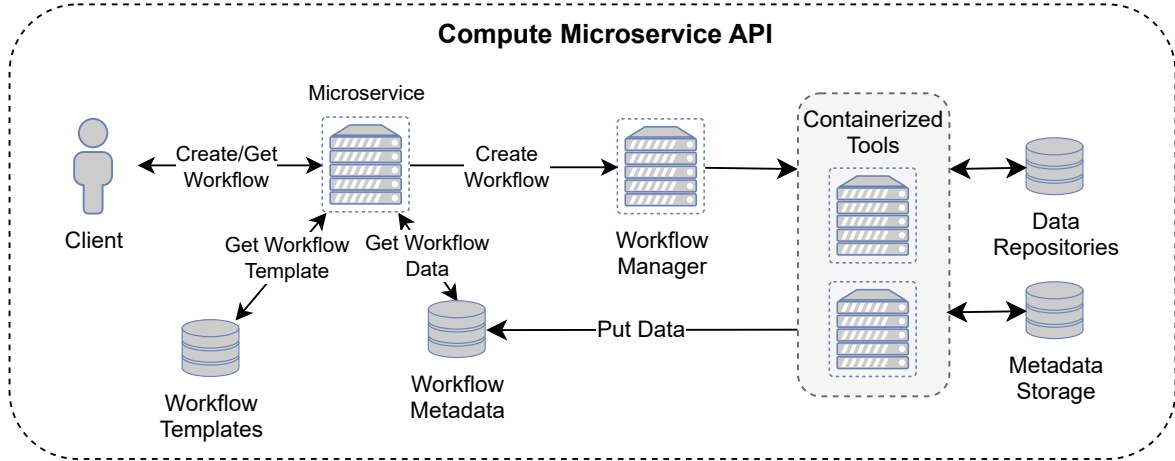 Compute Microservice API
Microservice
Containerized
Tools
Create/Get
Workflow
Create
Workflow
Client
Get Workflow
Template
Get Workflow
Data
Workflow
Manager
Data
Repositories
Put Data
Workflow
Templates
Workflow
Metadata
Metadata
Storage